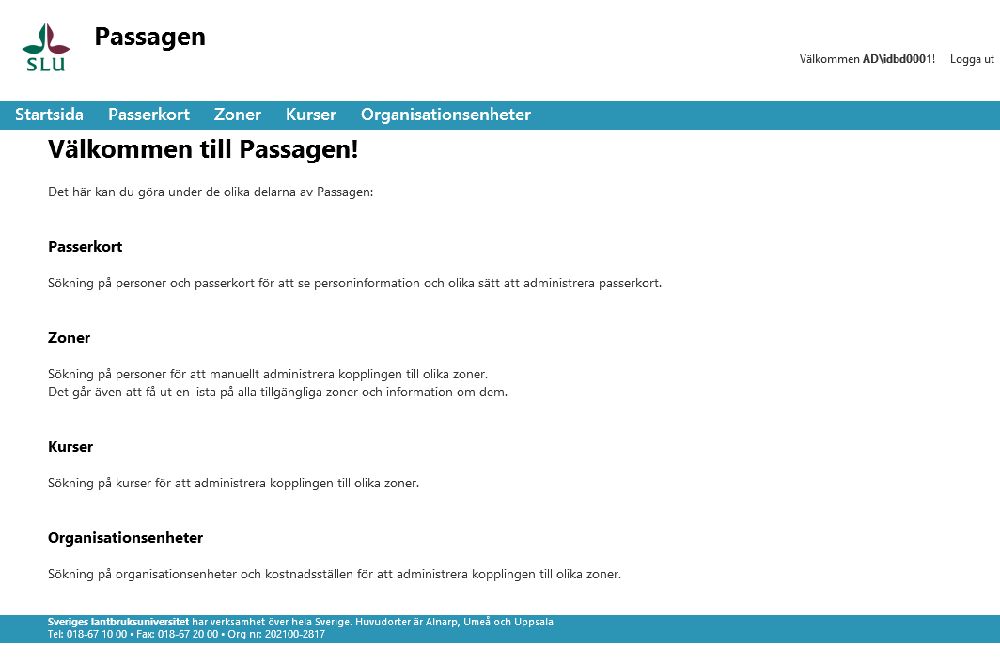 SLU
Passagen
Välkommen AD\idbd0001! Logga ut
Startsida Passerkort Zoner Kurser Organisationsenheter
Välkommen till Passagen!
Det här kan du göra under de olika delarna av Passagen:
Passerkort
Sökning på personer och passerkort för att se personinformation och olika sätt att administrera passerkort.
Zoner
Sökning på personer för att manuellt administrera kopplingen till olika zoner.
Det går även att få ut en lista på alla tillgängliga zoner och information om dem.
Kurser
Sökning på kurser för att administrera kopplingen till olika zoner.
Organisationsenheter
Sökning på organisationsenheter och kostnadsställen för att administrera kopplingen till olika zoner.
Sveriges lantbruksuniversitet har verksamhet över hela Sverige. Huvudorter är Alnarp, Umeå och Uppsala.
Tel: 018-67 10 00 • Fax: 018-67 20 00 • Org nr: 202100-2817